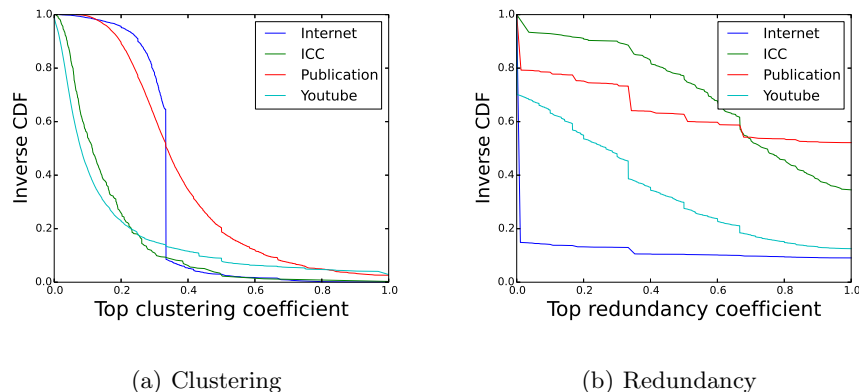 1.0
0.8
0.6
0.4
0.2
0.0
Inverse CDF
0.0 0.2 0.4 0.6 0.8 1.0
Top clustering coefficient
Internet
ICC
Publication
Youtube
(a) Clustering
1.0
0.8
0.6
0.4
0.2
0.0
Inverse CDF
0.0 0.2 0.4 0.6 0.8 1.0
Top redundancy coefficient
Internet
ICC
Publication
Youtube
(b) Redundancy